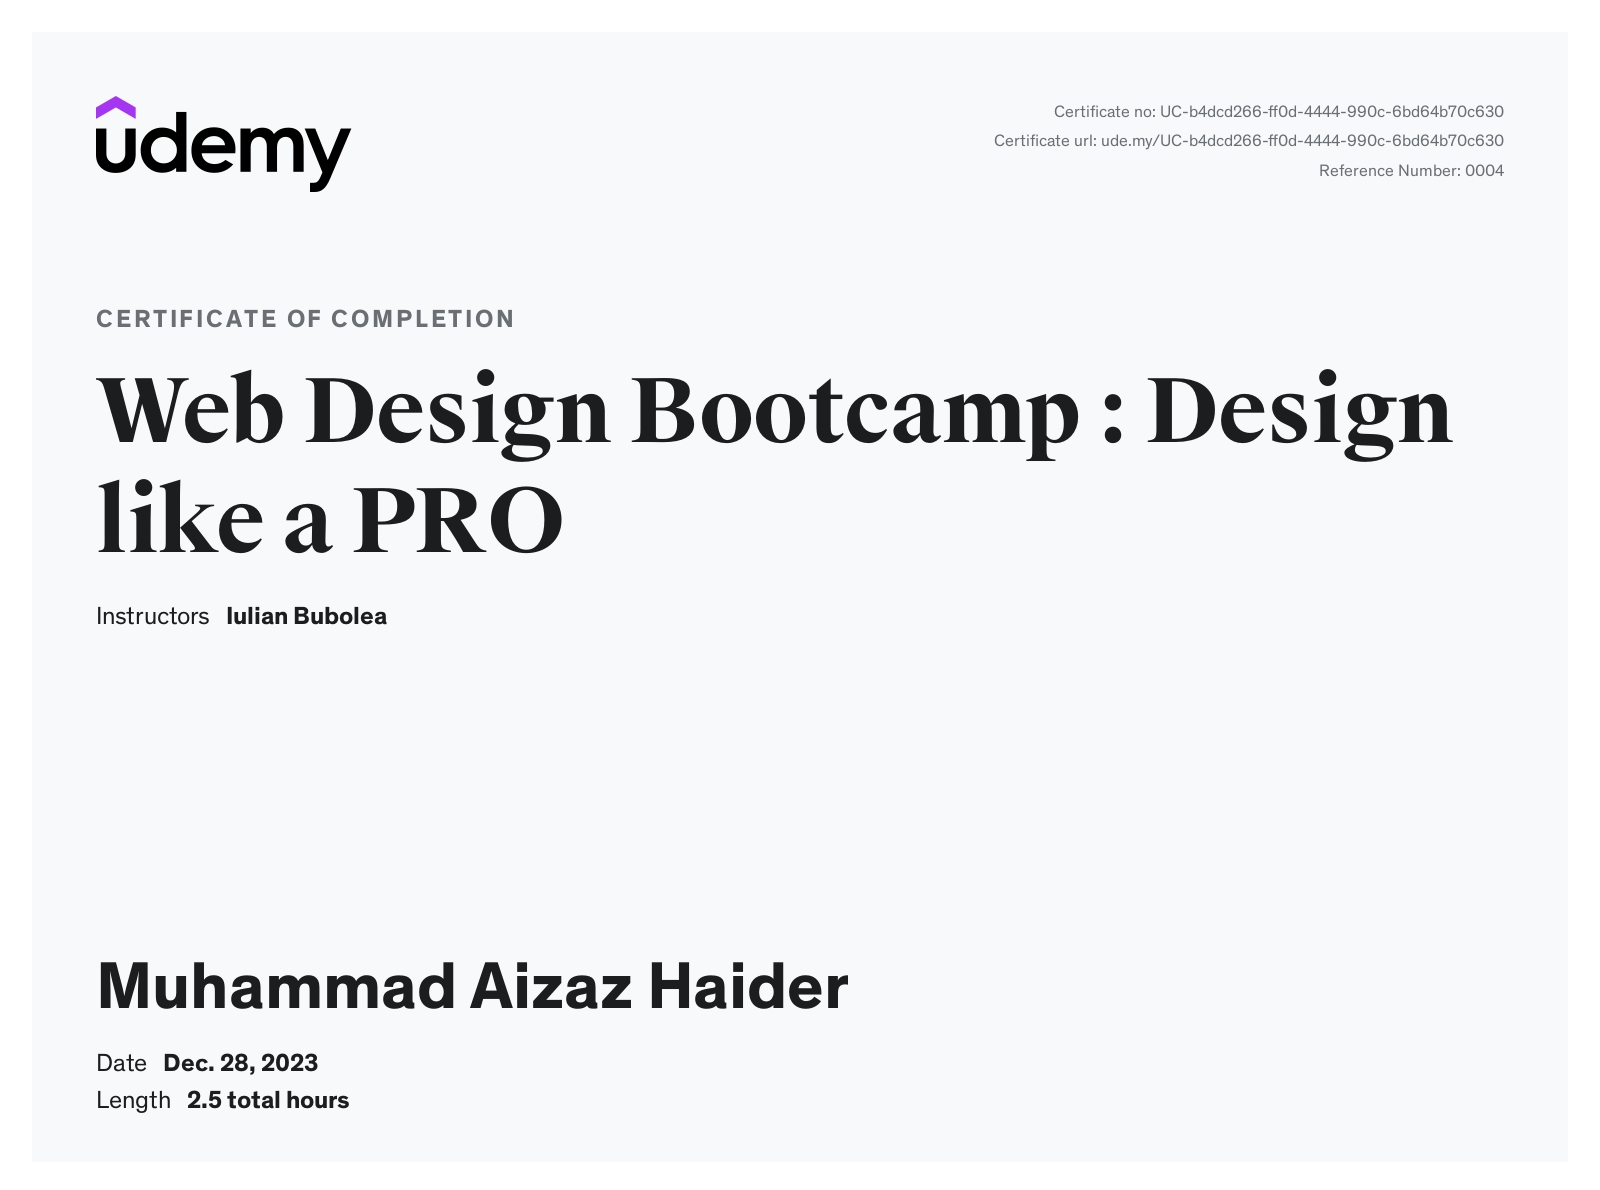 udemy
Certificate no: UC-b4dcd266-ff0d-4444-990c-6bd64b70c630
Certificate url: ude.my/UC-b4dcd266-ff0d-4444-990c-6bd64b70c630
Reference Number: 0004
CERTIFICATE OF COMPLETION
Web Design Bootcamp : Design
like a PRO
Instructors Iulian Bubolea
Muhammad Aizaz Haider
Date Dec. 28, 2023
Length 2.5 total hours